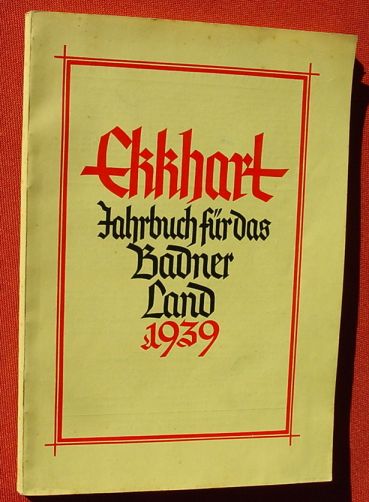 Ekkhart
Jahrbuch für das
Badner
Land
1939